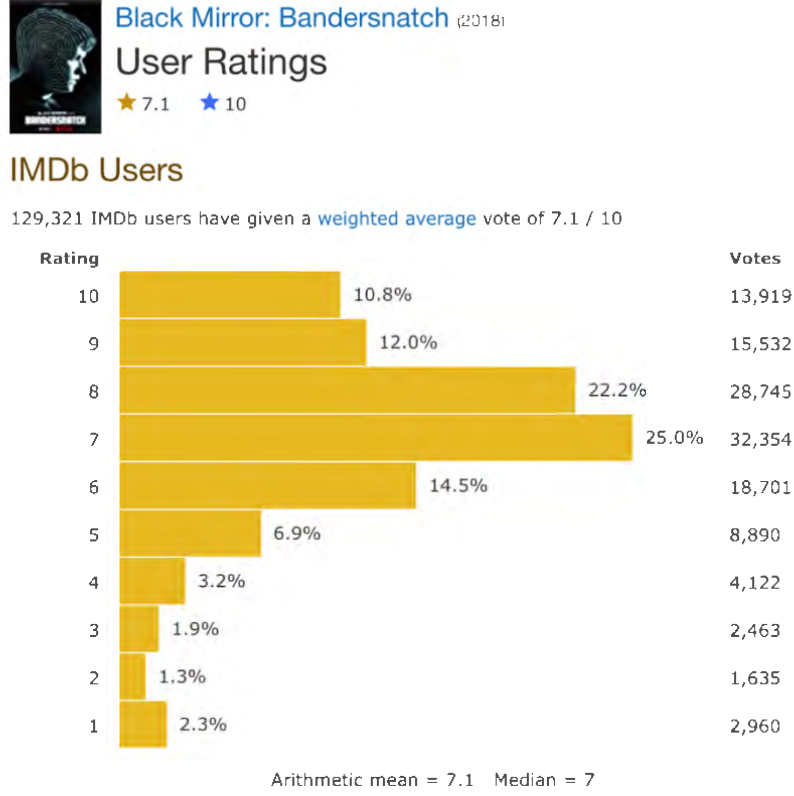 Black Mirror: Bandersnatch (2018)
User Ratings
7.1 10
BANDERSNATCH
IMDb Users
129,321 IMDb users have given a weighted average vote of 7.1 / 10
Rating Votes
10 10.8% 13,919
9 12.0% 15,532
8 22.2% 28,745
7 25.0% 32,354
6 14.5% 18,701
5 6.9% 8,890
4 3.2% 4,122
3 1.9% 2,463
2 1.3% 1,635
1 2.3% 2,960
Arithmetic mean = 7.1 Median = 7